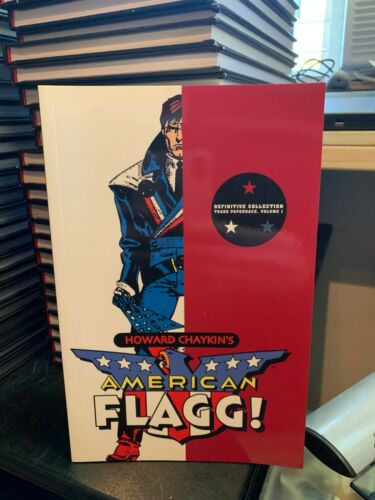 DEFINITIVE COLLECTION
TRADE PAPERBACK, VOLUME 1
HOWARD CHAYKIN'S
AMERICAN
FLAGG!